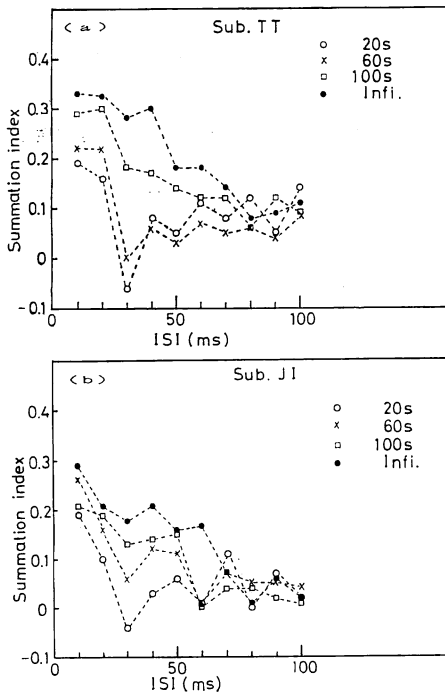 (a)
Sub. TT
20s
60s
100s
Infi.
Summation index
0.4
0.3
0.2
0.1
0
-0.1
50
100
ISI (ms)
(b)
Sub. JI
20s
60s
100s
Infi.
Summation index
0.4
0.3
0.2
0.1
0
-0.1
50
100
ISI (ms)